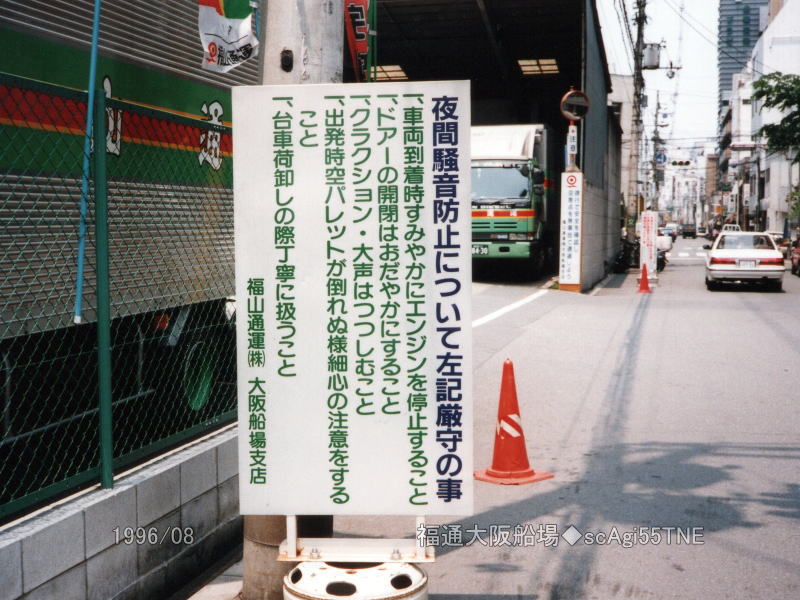 夜間騒音防止について左記厳守の事
一、車両到着時すみやかにエンジンを停止すること
一、ドアーの開閉はおだやかにすること
一、クラクション・大声はつつしむこと
一、出発時空パレットが倒れぬ様細心の注意をする
こと
一、台車荷卸しの際丁寧に扱うこと
福山通運㈱ 大阪船場支店
通
1996/08
福通大阪船場◆scAgi55TNE